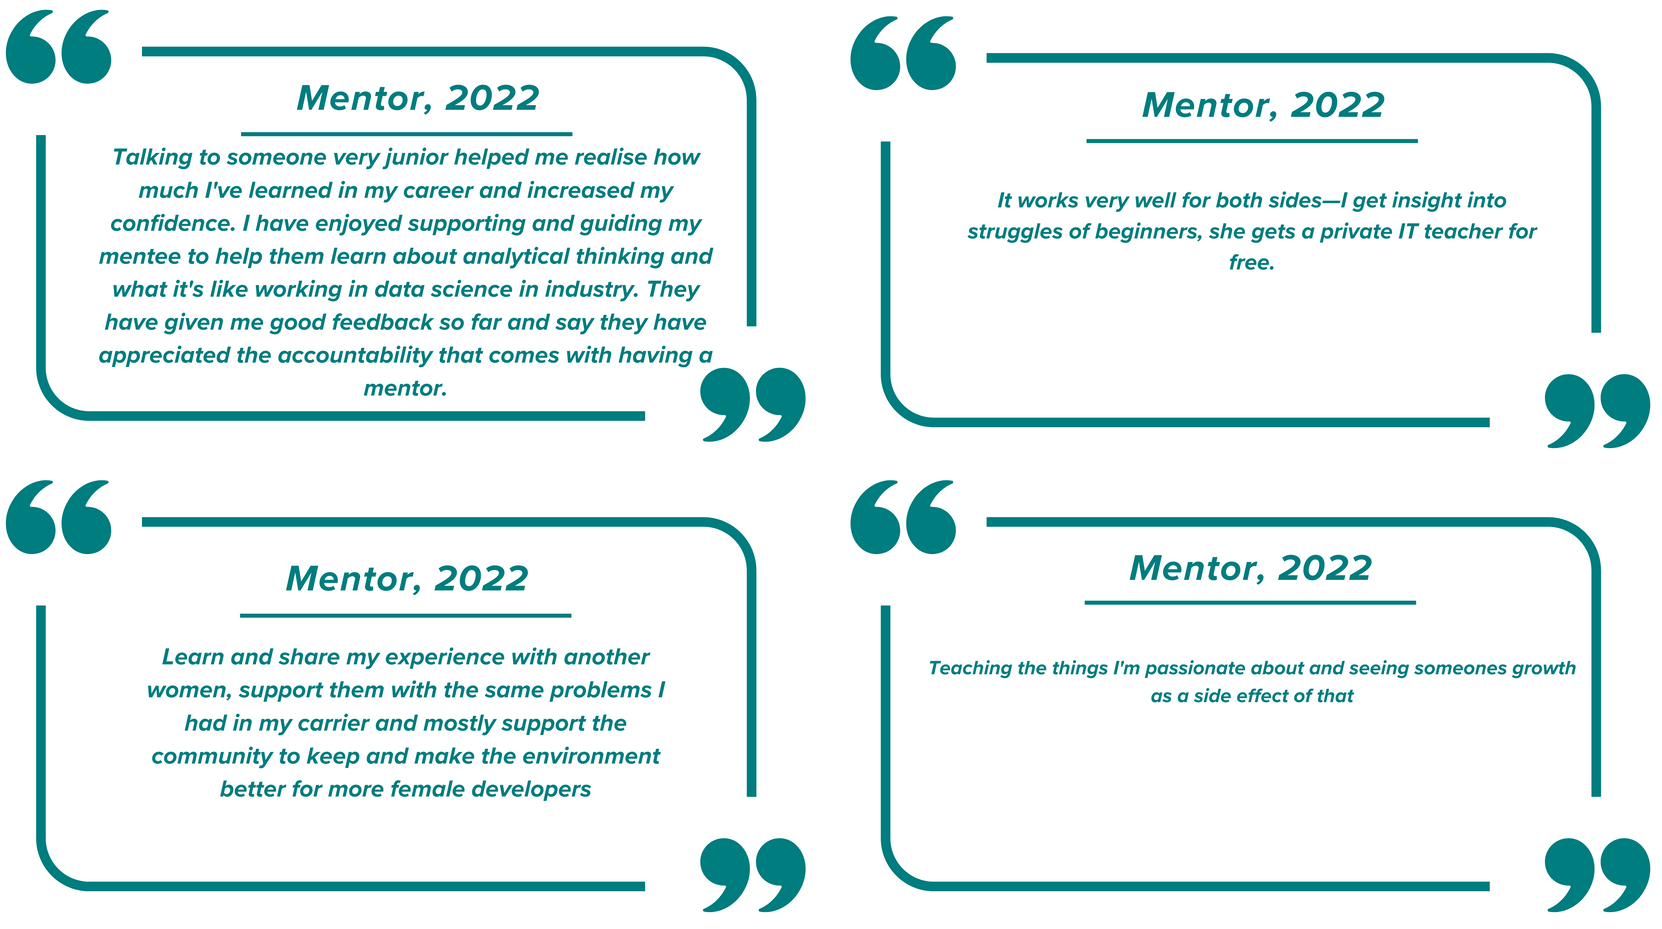 Mentor, 2022
Talking to someone very junior helped me realise how
much I've learned in my career and increased my
confidence. I have enjoyed supporting and guiding my
mentee to help them learn about analytical thinking and
what it's like working in data science in industry. They
have given me good feedback so far and say they have
appreciated the accountability that comes with having a
mentor.
Mentor, 2022
It works very well for both sides—I get insight into
struggles of beginners, she gets a private IT teacher for
free.
Mentor, 2022
Learn and share my experience with another
women, support them with the same problems I
had in my carrier and mostly support the
community to keep and make the environment
better for more female developers
Mentor, 2022
Teaching the things I'm passionate about and seeing someones growth
as a side effect of that